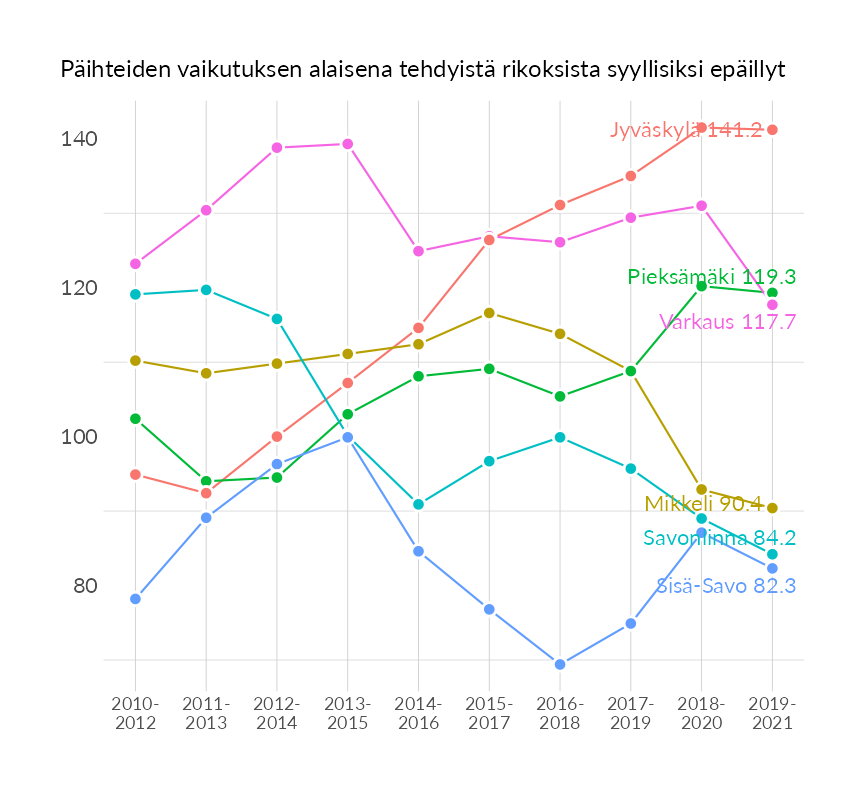 Päihteiden vaikutuksen alaisena tehdyistä rikoksista syyllisiksi epäillyt
140
120
100
80
Jyväskylä 141.2
Pieksämäki 119.3
Varkaus 117.7
Mikkeli 90.4
Savonlinna 84.2
Sisä-Savo 82.3
2010- 2011- 2012- 2013- 2014- 2015- 2016- 2017- 2018- 2019-
2012 2013 2014 2015 2016 2017 2018 2019 2020 2021